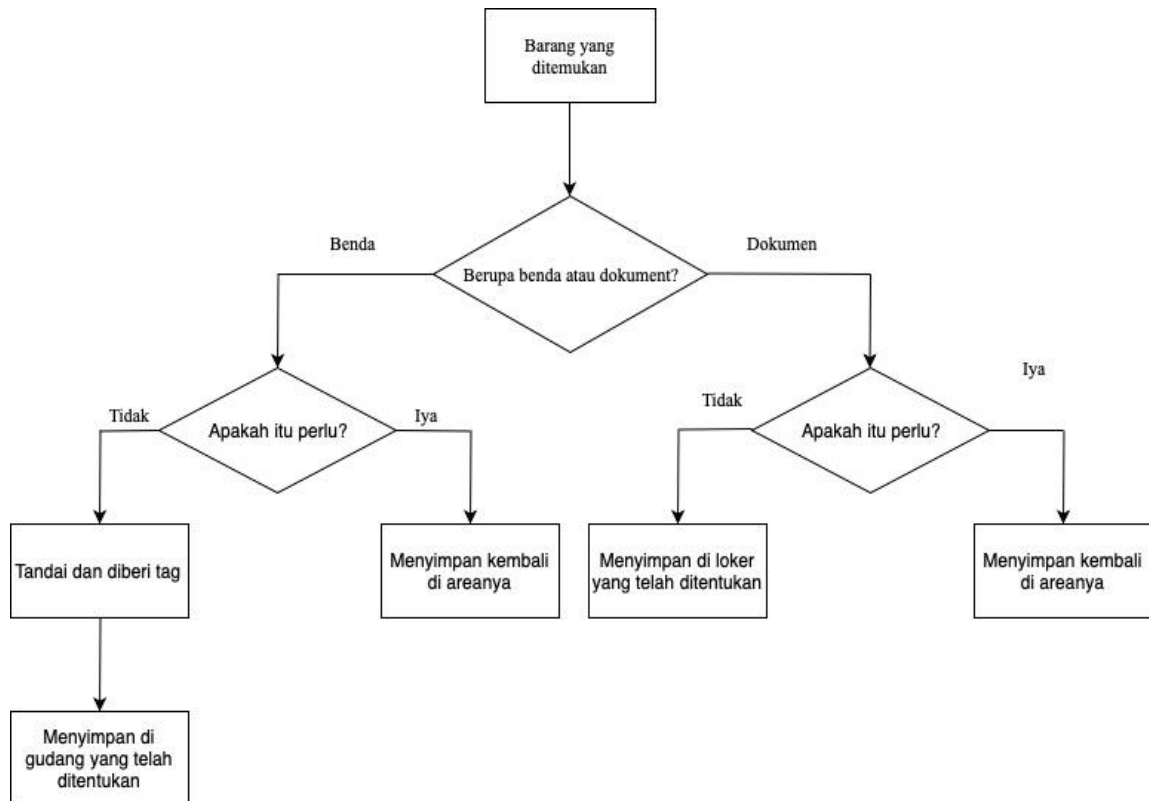 Barang yang
ditemukan
Benda
Dokumen
Berupa benda atau dokument?
Iya
Tidak
Iya
Tidak
Apakah itu perlu?
Apakah itu perlu?
Tandai dan diberi tag
Menyimpan kembali
di areanya
Menyimpan di loker
yang telah ditentukan
Menyimpan kembali
di areanya
Menyimpan di
gudang yang telah
ditentukan